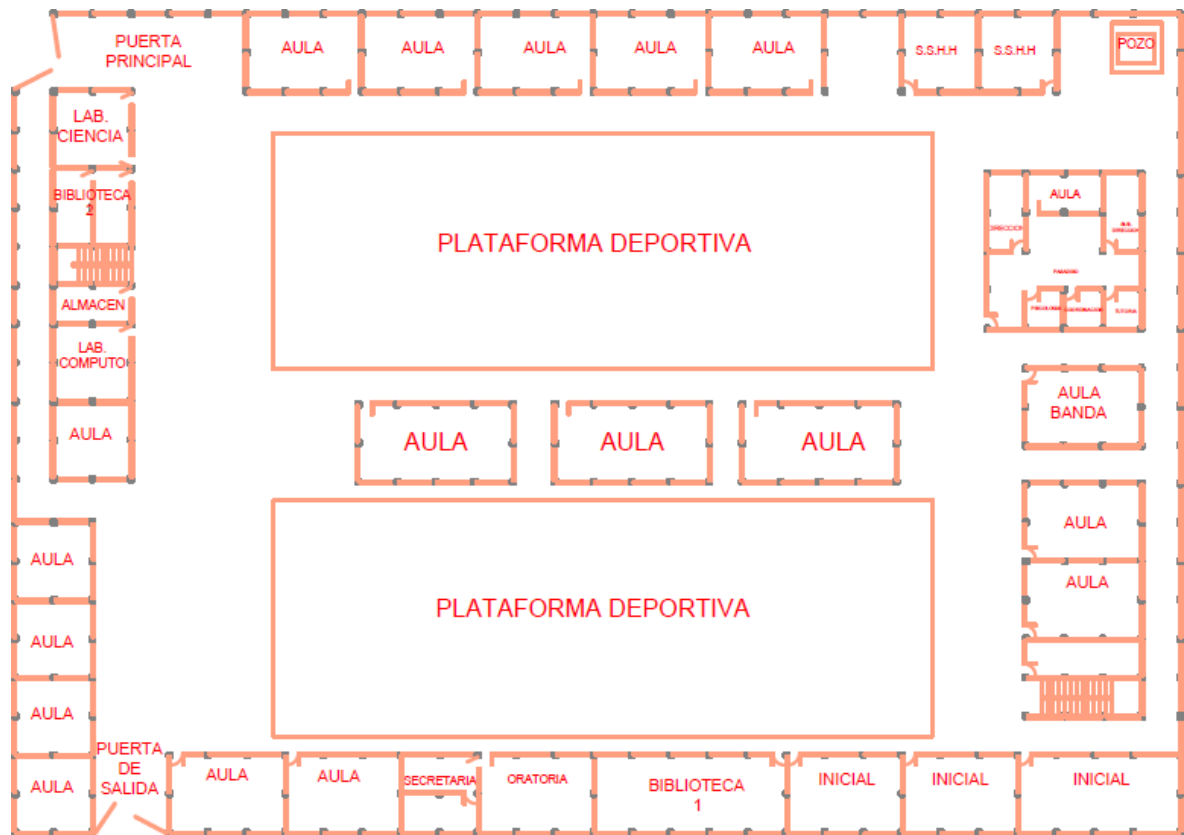 PUERTA
PRINCIPAL
AULA
AULA
AULA
AULA
AULA
S.S.H.H
S.S.H.H
POZO
LAB.
CIENCIA
BIBLIOTECA
2
ALMACEN
LAB.
COMPUTO
AULA
PLATAFORMA DEPORTIVA
DIRECCION
AULA
AULA
BANDA
AULA
AULA
AULA
AULA
AULA
PLATAFORMA DEPORTIVA
AULA
AULA
AULA
AULA
PUERTA
DE
SALIDA
AULA
AULA
SECRETARIA
ORATORIA
BIBLIOTECA
1
INICIAL
INICIAL
INICIAL